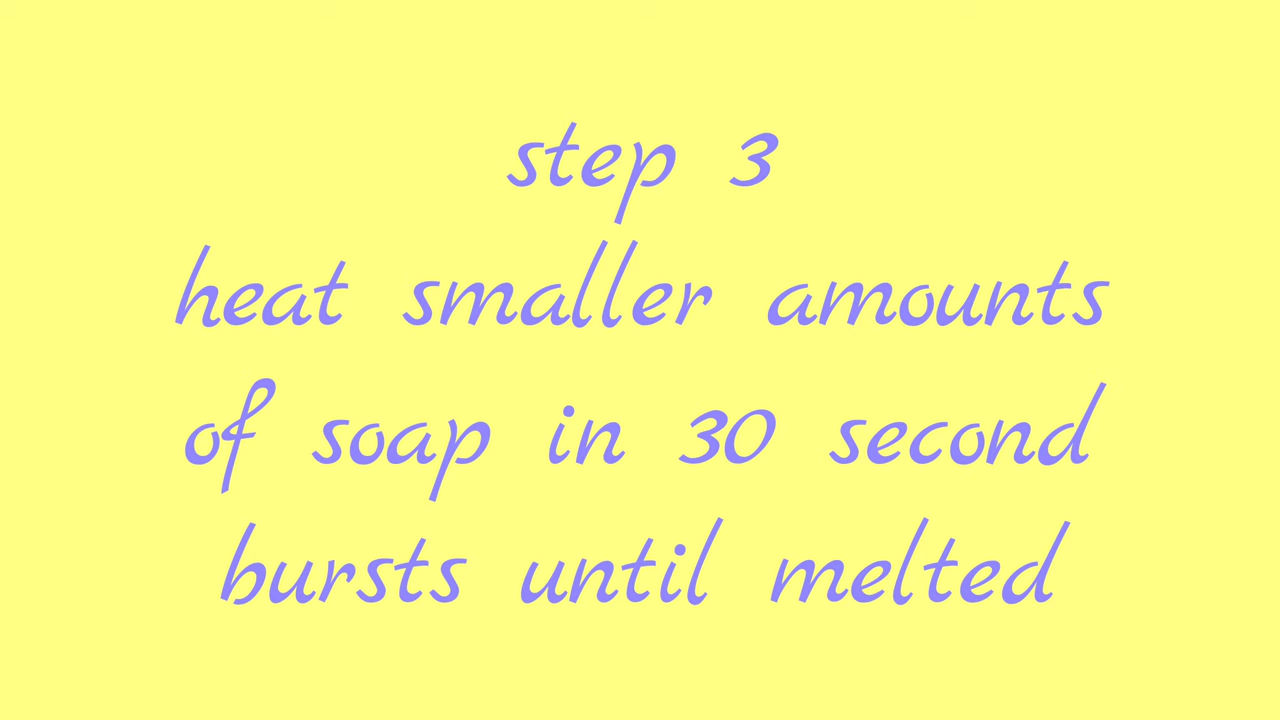 step 3
heat smaller amounts
of soap in 30 second
bursts until melted